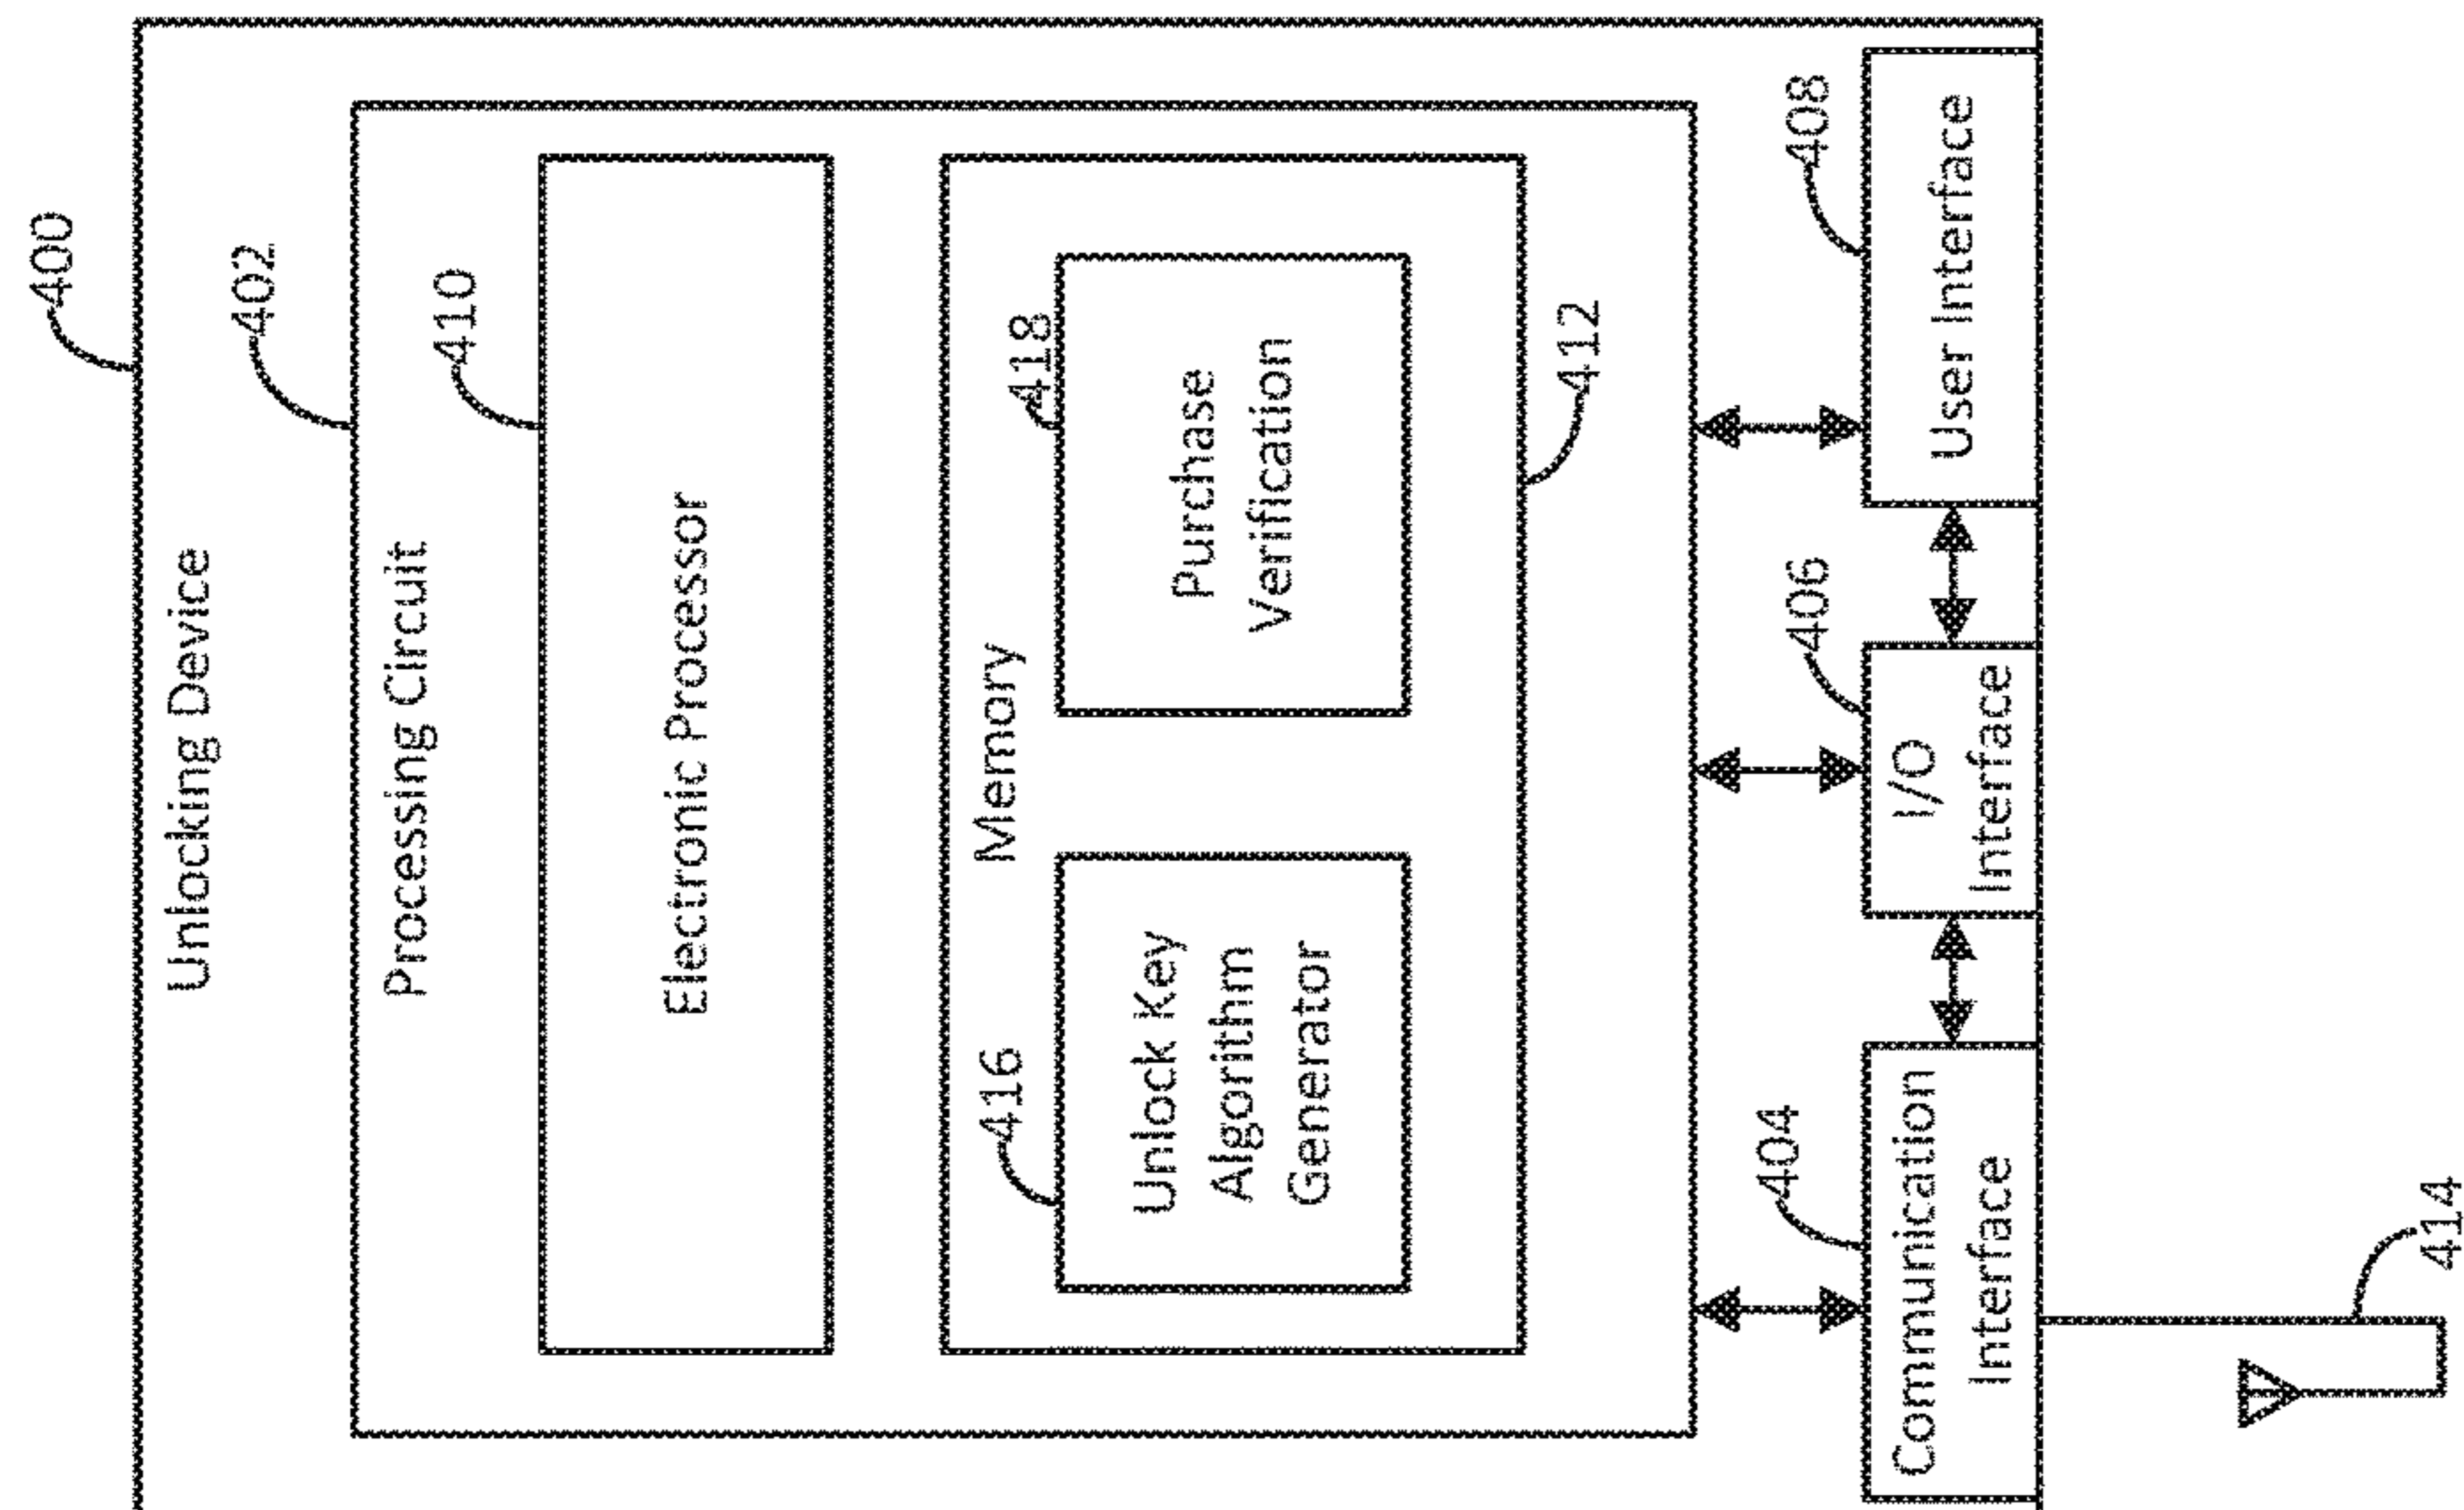 400
Unlocking Device
402
Processing Circuit
410
Electronic Processor
Memory
412
416
Unlock Key
Algorithm
Generator
418
Purchase
Verification
404
Communication
Interface
406
I/O
Interface
408
User Interface
414